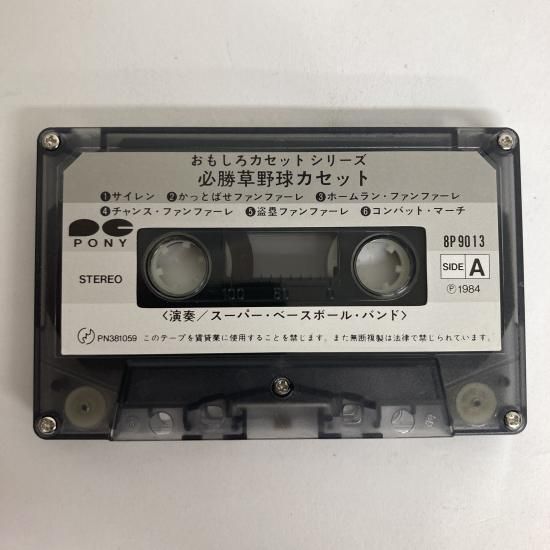 おもしろカセットシリーズ
必勝草野球カセット
❶サイレン ❷かっとばせファンファーレ ❸ホームラン・ファンファーレ
❹チャンス・ファンファーレ ❺盗塁ファンファーレ ❻コンバット・マーチ
PONY
8P9013
STEREO
SIDE A
Ⓟ1984
100 50 0
〈演奏/スーパー・ベースボール・バンド〉
PN381059 このテープを賃貸業に使用することを禁じます。また無断複製は法律で禁じられています。